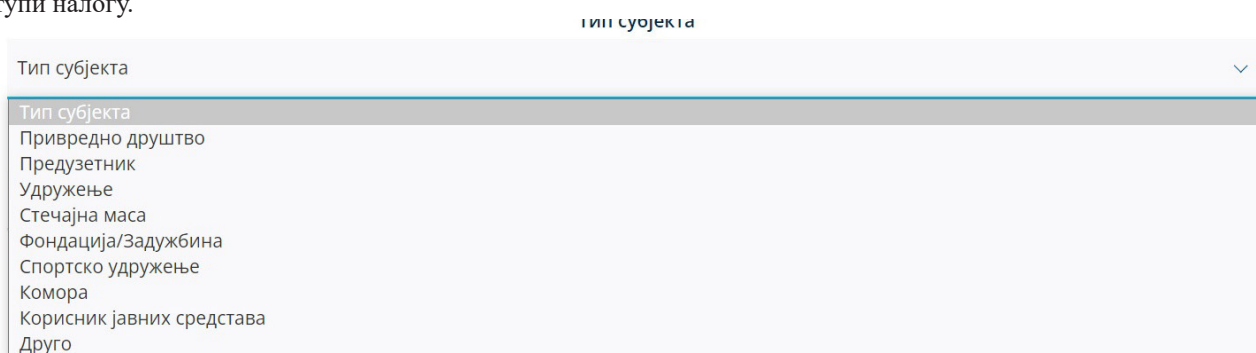 налогу.
Тип субјекта
Тип субјекта
Тип субјекта
Привредно друштво
Предузетник
Удружење
Стечајна маса
Фондација/Задужбина
Спортско удружење
Комора
Корисник јавних средстава
Друго